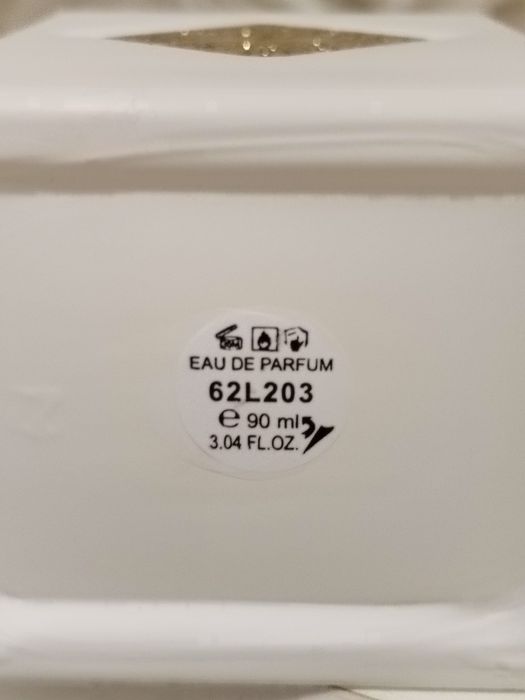 EAU DE PARFUM
62L203
℮ 90 ml
3.04 FL.OZ.